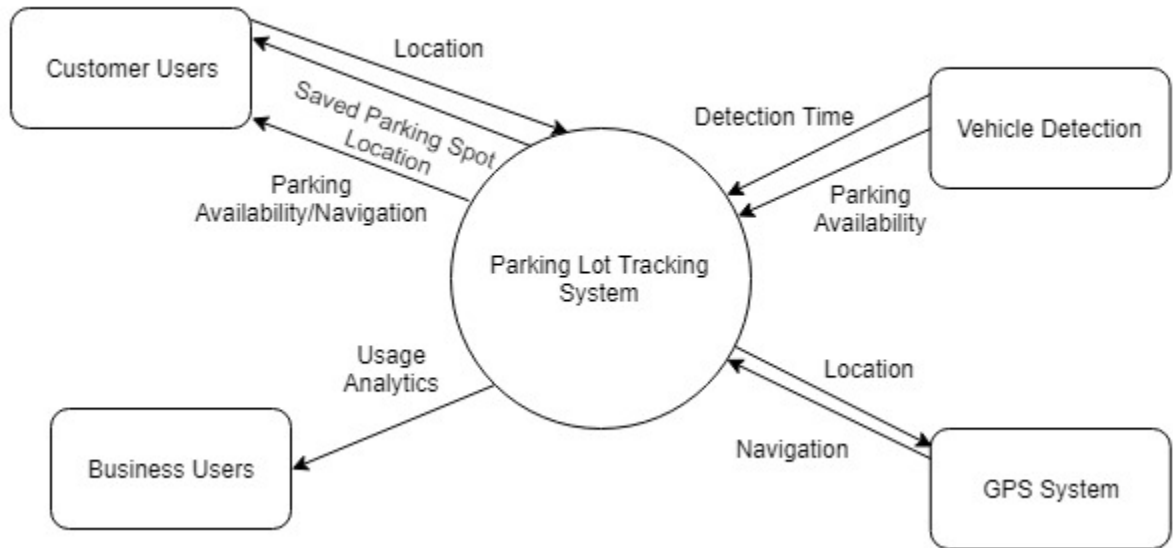 Customer Users
Location
Saved Parking Spot
Location
Parking
Availability/Navigation
Detection Time
Vehicle Detection
Parking
Availability
Parking Lot Tracking
System
Usage
Analytics
Business Users
Location
Navigation
GPS System